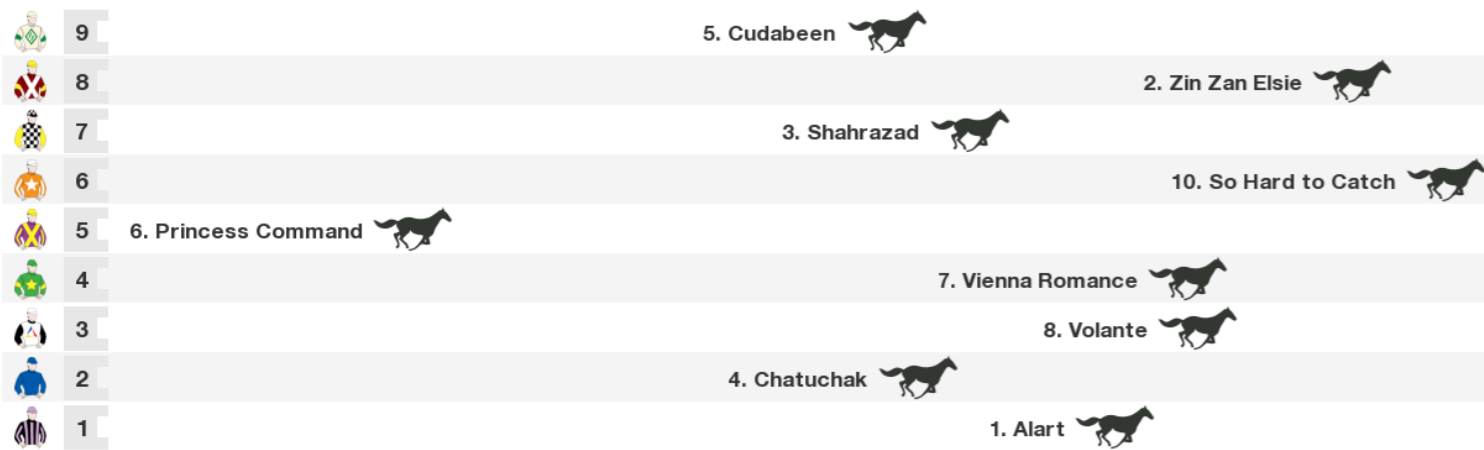 9 5. Cudabeen
8 2. Zin Zan Elsie
7 3. Shahrazad
6 10. So Hard to Catch
5 6. Princess Command
4 7. Vienna Romance
3 8. Volante
2 4. Chatuchak
1 1. Alart